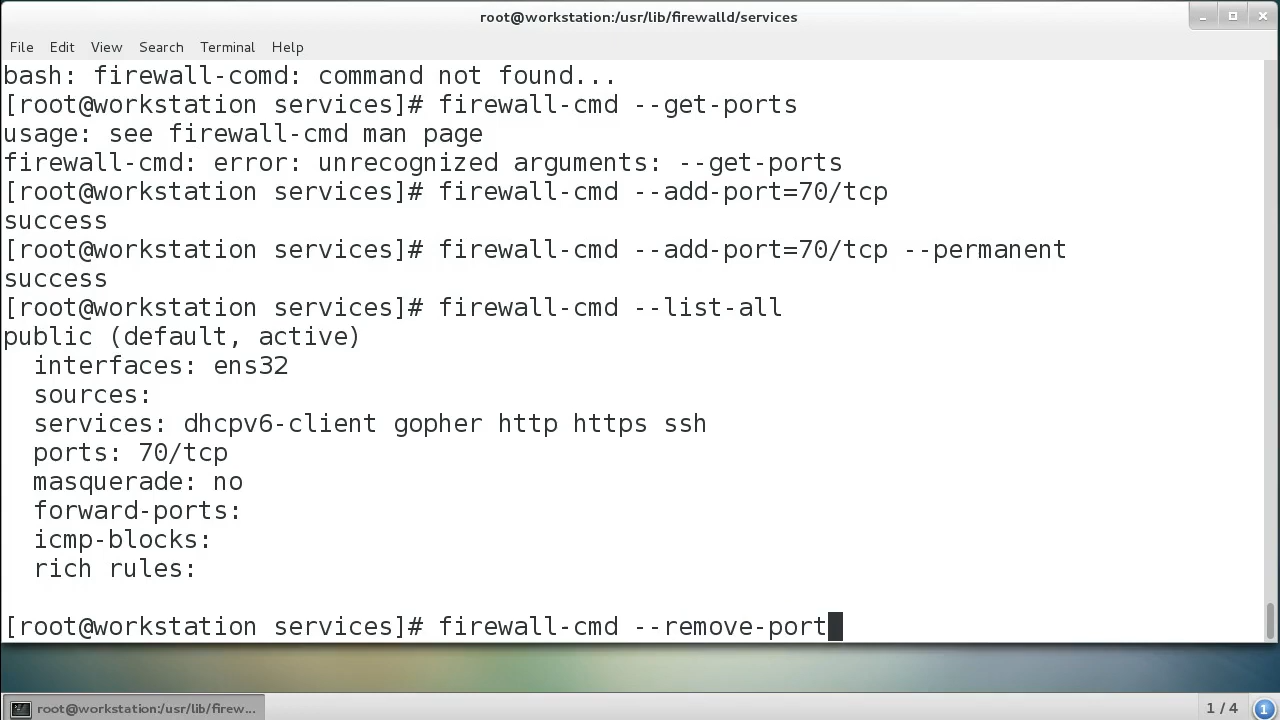 root@workstation:/usr/lib/firewalld/services
File Edit View Search Terminal Help
bash: firewall-comd: command not found...
[root@workstation services]# firewall-cmd --get-ports
usage: see firewall-cmd man page
firewall-cmd: error: unrecognized arguments: --get-ports
[root@workstation services]# firewall-cmd --add-port=70/tcp
success
[root@workstation services]# firewall-cmd --add-port=70/tcp --permanent
success
[root@workstation services]# firewall-cmd --list-all
public (default, active)
  interfaces: ens32
  sources:
  services: dhcpv6-client gopher http https ssh
  ports: 70/tcp
  masquerade: no
  forward-ports:
  icmp-blocks:
  rich rules:
[root@workstation services]# firewall-cmd --remove-port
root@workstation:/usr/lib/firew... 1 / 4 1